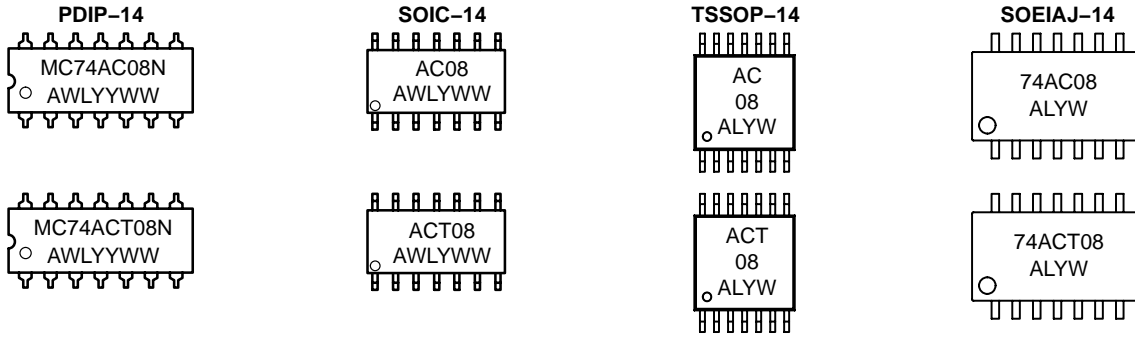 PDIP–14
SOIC–14
TSSOP–14
SOEIAJ–14
MC74AC08N
AWLYYWW
AC08
AWLYWW
AC
08
ALYW
74AC08
ALYW
MC74ACT08N
AWLYYWW
ACT08
AWLYWW
ACT
08
ALYW
74ACT08
ALYW